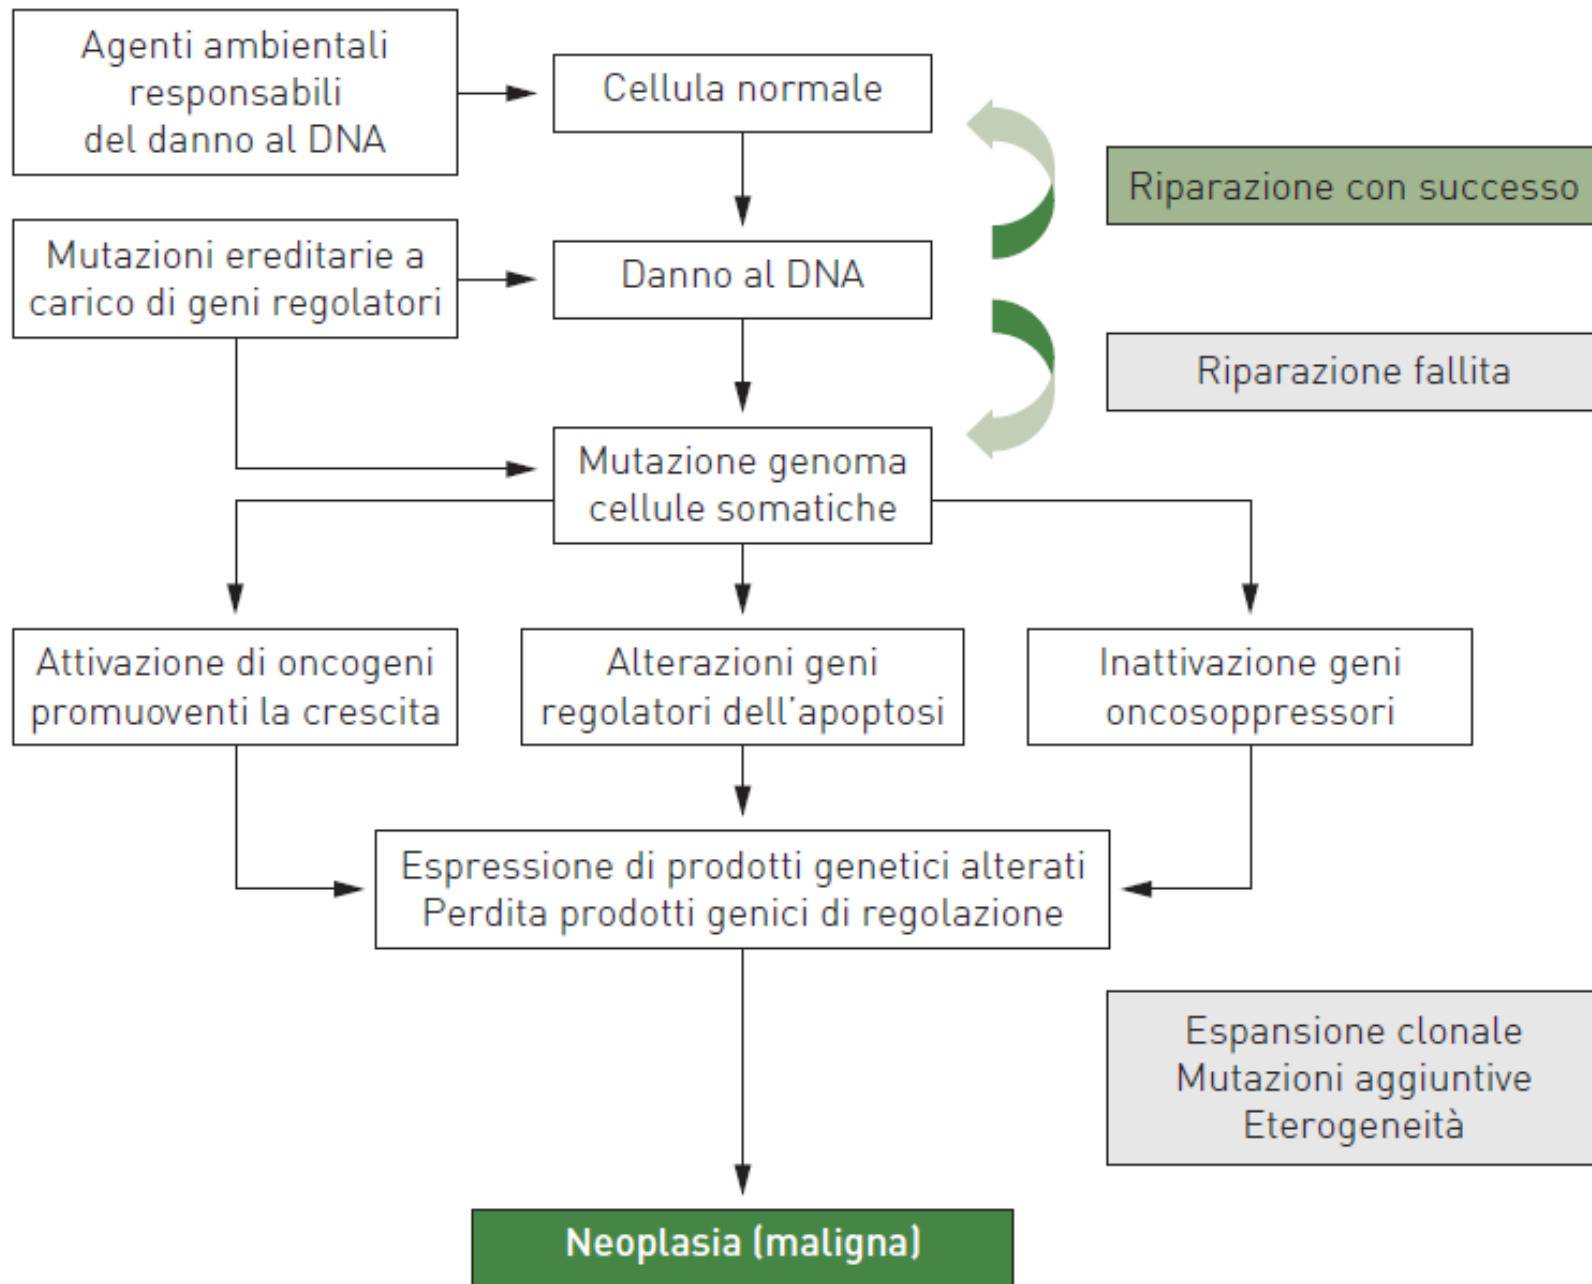 Agenti ambientali
responsabili
del danno al DNA
Cellula normale
Riparazione con successo
Mutazioni ereditarie a
carico di geni regolatori
Danno al DNA
Riparazione fallita
Mutazione genoma
cellule somatiche
Attivazione di oncogeni
promuoventi la crescita
Alterazioni geni
regolatori dell'apoptosi
Inattivazione geni
oncosoppressori
Espressione di prodotti genetici alterati
Perdita prodotti genici di regolazione
Espansione clonale
Mutazioni aggiuntive
Eterogeneità
Neoplasia (maligna)